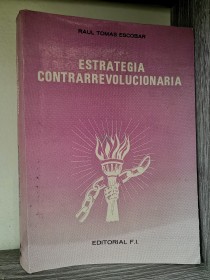 RAUL TOMAS ESCOBAR
ESTRATEGIA
CONTRARREVOLUCIONARIA
EDITORIAL F.I.